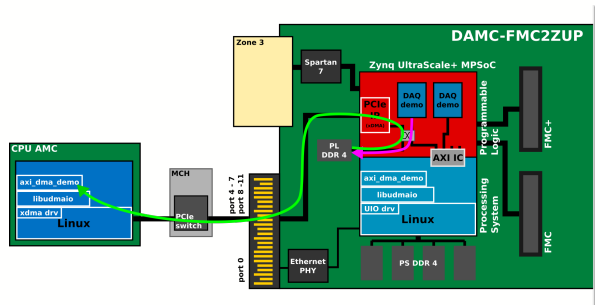 DAMC-FMC2ZUP
Zone 3
Spartan
7
Zynq UltraScale+ MPSoC
PCIe
DAQ
demo
DAQ
demo
Programmable
Logic
FMC+
PL
DDR 4
AXI IC
CPU AMC
axi_dma_demo
libudmaio
xdma drv
Linux
MCH
PCIe
switch
port 4 - 7
port 8 -11
port 0
axi_dma_demo
libudmaio
UIO drv
Linux
Processing
System
FMC
Ethernet
PHY
PS DDR 4